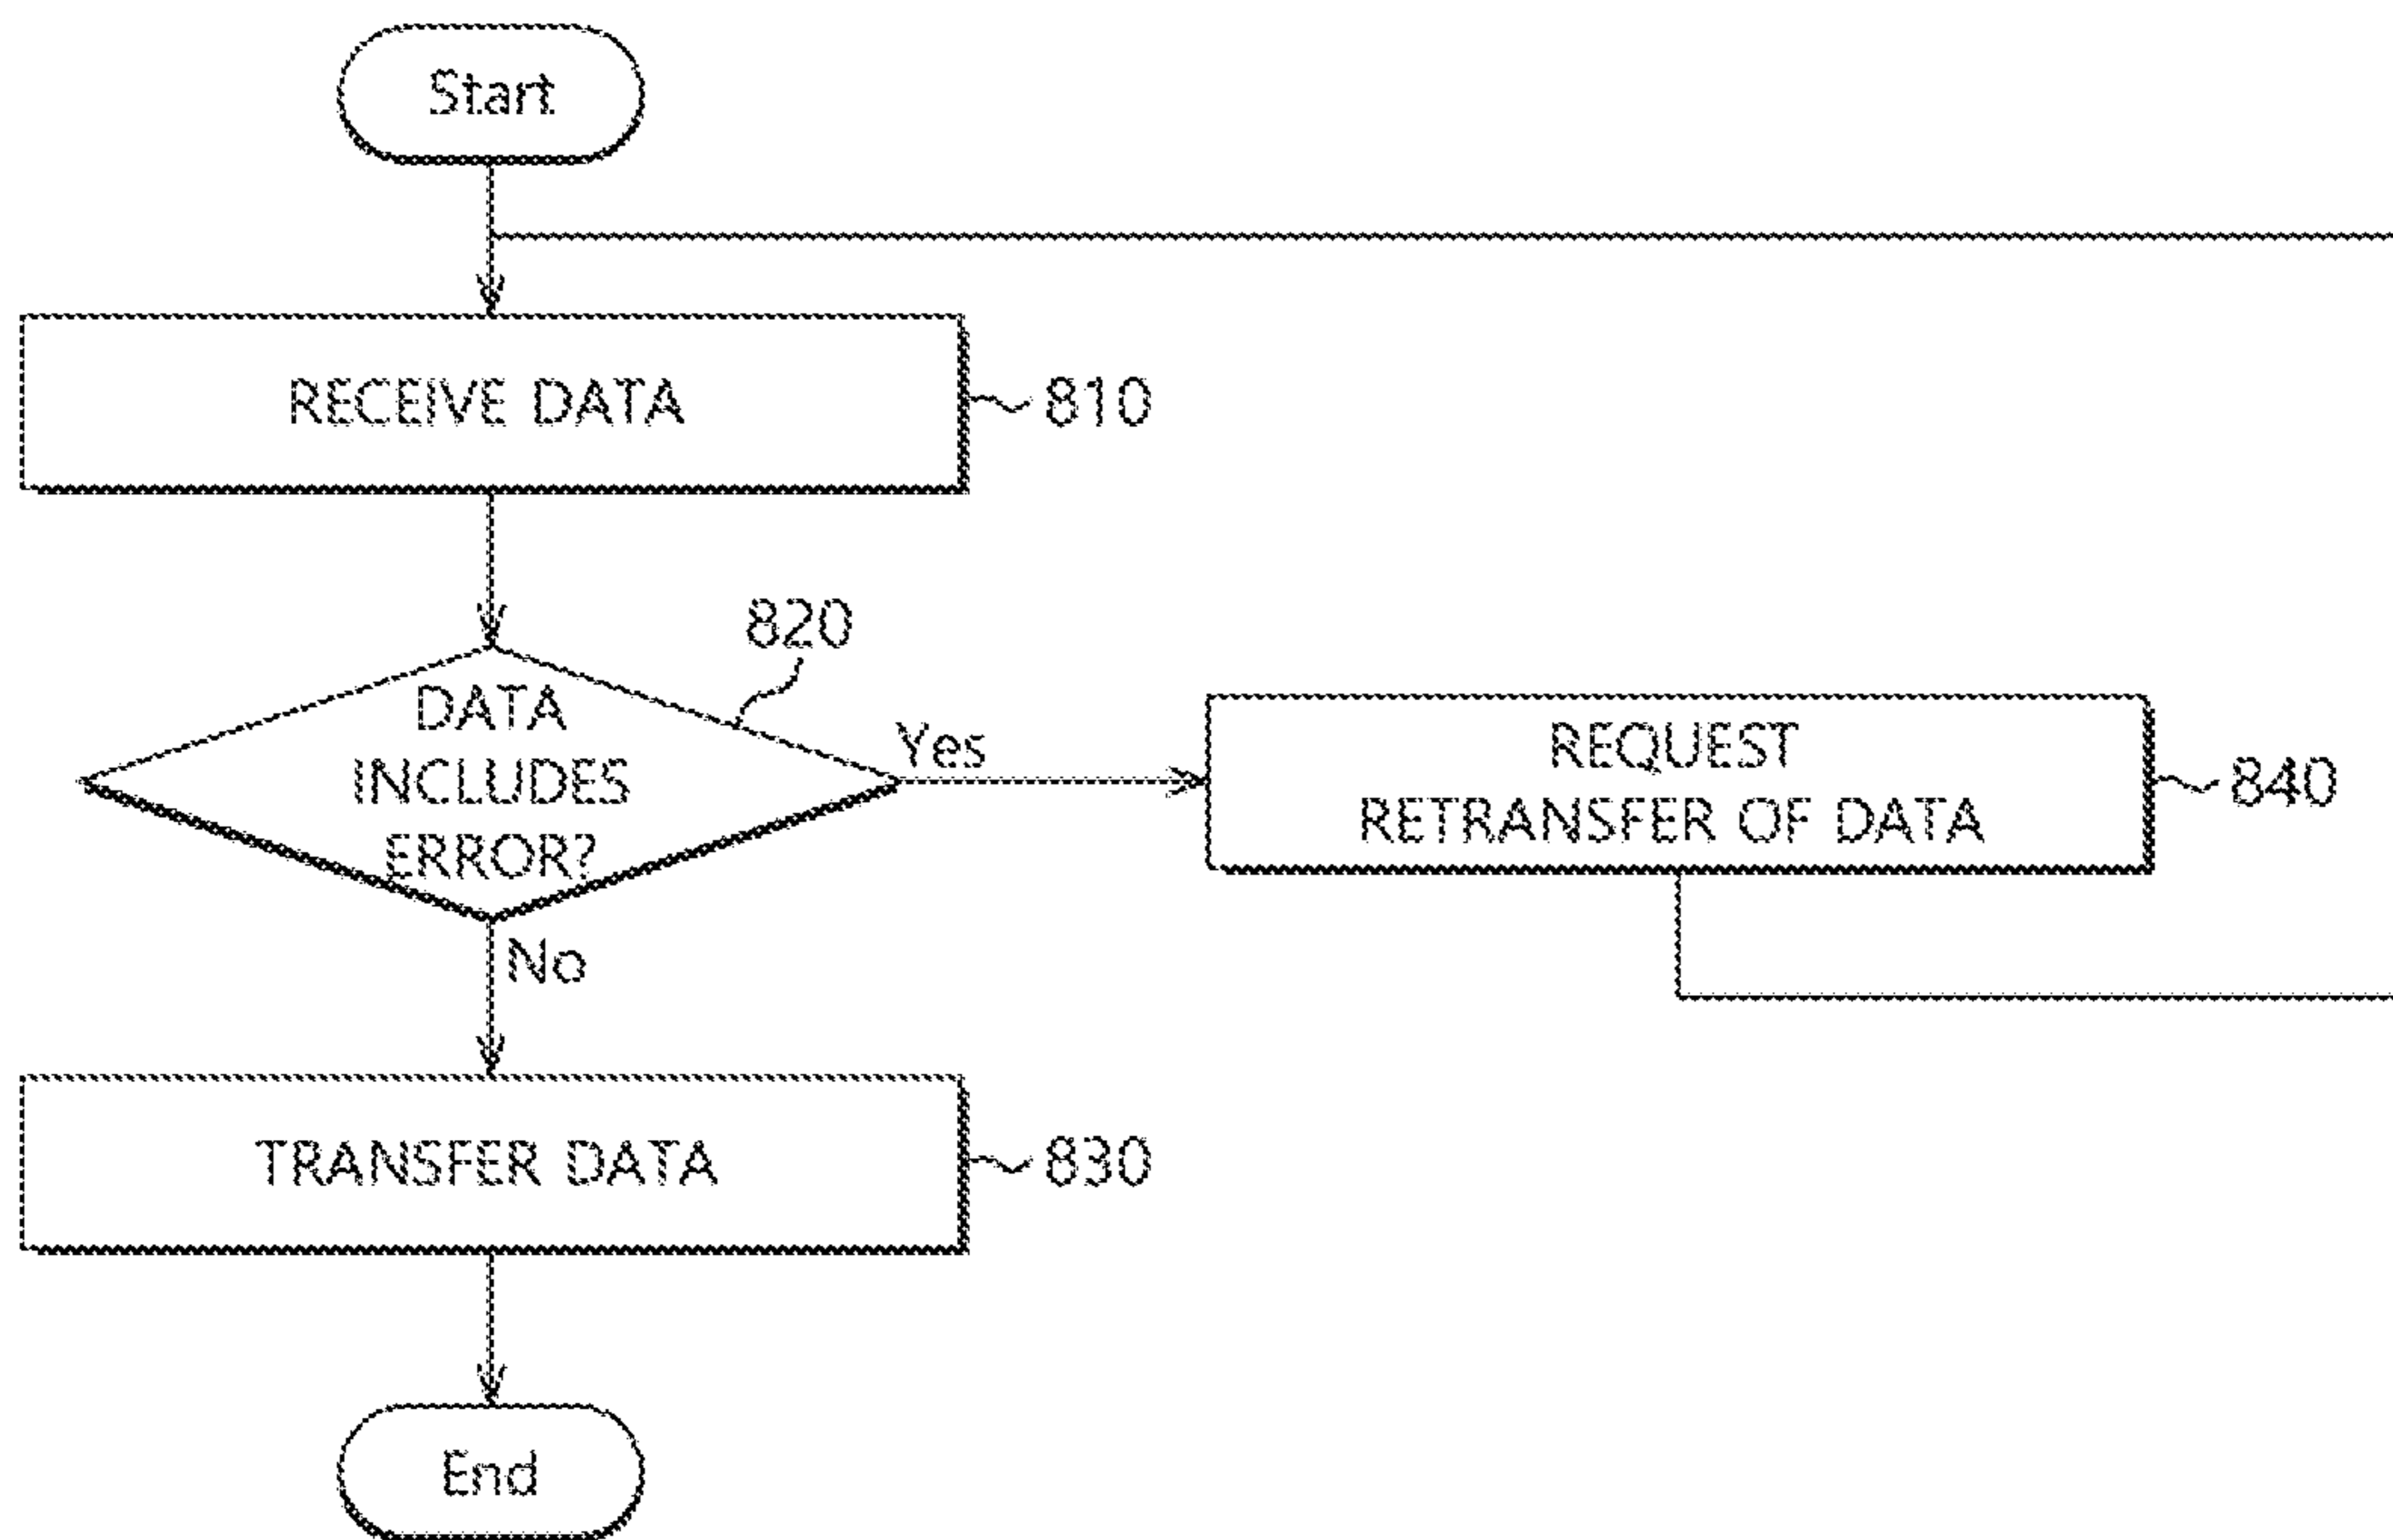 Start
RECEIVE DATA
810
820
DATA
INCLUDES
ERROR?
Yes
REQUEST
RETRANSFER OF DATA
840
No
TRANSFER DATA
830
End